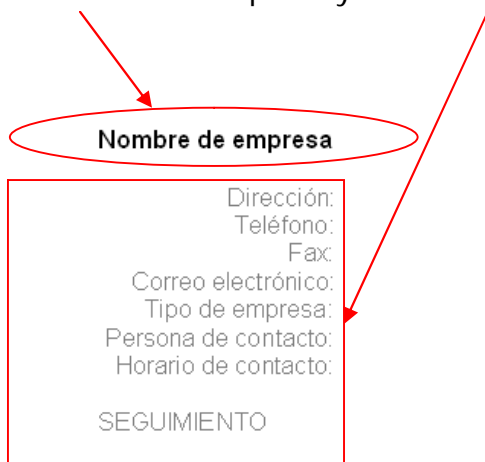 Nombre de empresa
Dirección:
Teléfono:
Fax:
Correo electrónico:
Tipo de empresa:
Persona de contacto:
Horario de contacto:
SEGUIMIENTO